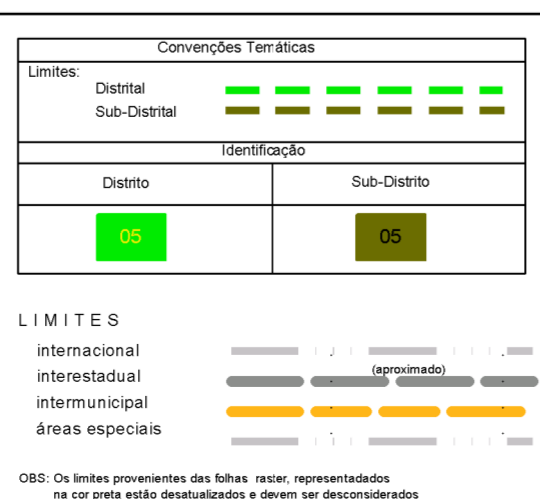 Convenções Temáticas
Limites:
Distrital
Sub-Distrital
Identificação
Distrito Sub-Distrito
05 05
LIMITES
internacional
(aproximado)
interestadual
intermunicipal
áreas especiais
OBS: Os limites provenientes das folhas raster, representadados
na cor preta estão desatualizados e devem ser desconsiderados